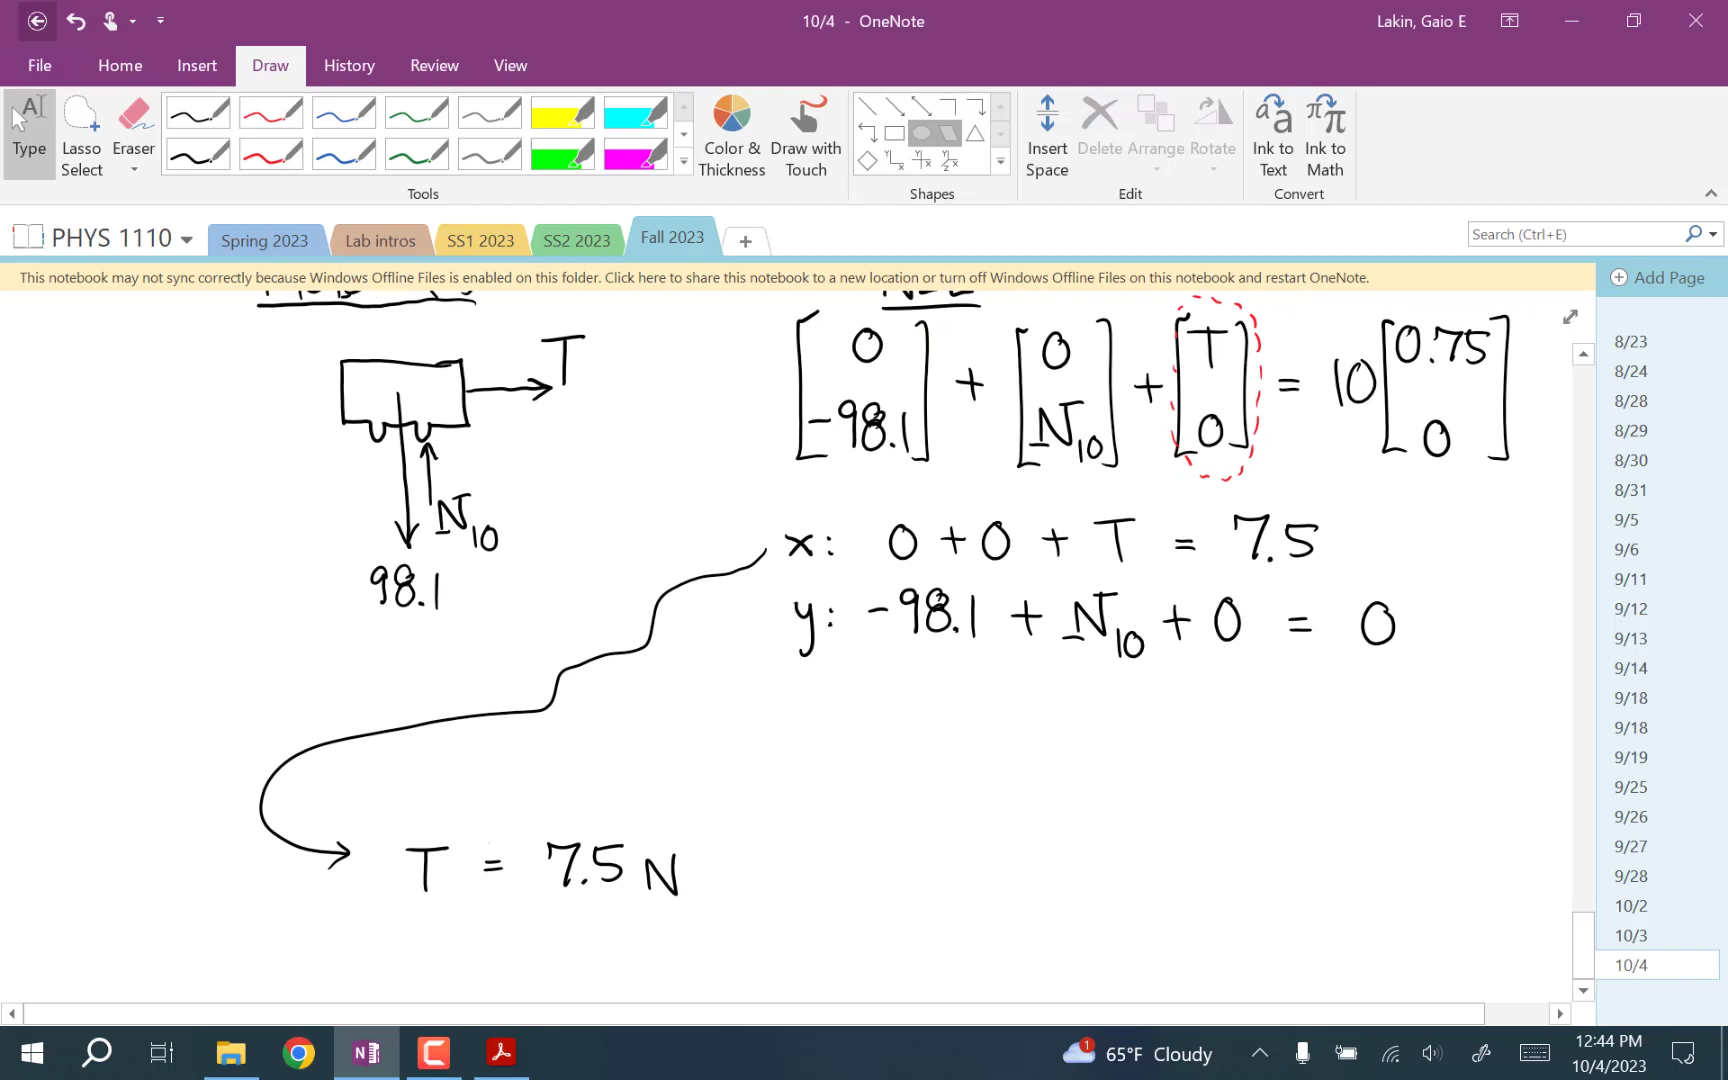 10/4 - OneNote
Lakin, Gaio E
File Home Insert Draw History Review View
Type
Lasso Select
Eraser
Color & Thickness
Draw with Touch
Insert Space
Delete
Arrange
Rotate
Ink to Text
Ink to Math
Tools
Shapes
Edit
Convert
PHYS 1110
Spring 2023
Lab intros
SS1 2023
SS2 2023
Fall 2023
Search (Ctrl+E)
This notebook may not sync correctly because Windows Offline Files is enabled on this folder. Click here to share this notebook to a new location or turn off Windows Offline Files on this notebook and restart OneNote.
Add Page
T
N10
98.1
[0 -98.1] + [0 N10] + [T 0] = 10 [0.75 0]
x: 0 + 0 + T = 7.5
y: -98.1 + N10 + 0 = 0
T = 7.5 N
8/23
8/24
8/28
8/29
8/30
8/31
9/5
9/6
9/11
9/12
9/13
9/14
9/18
9/18
9/19
9/25
9/26
9/27
9/28
10/2
10/3
10/4
65°F Cloudy
12:44 PM
10/4/2023